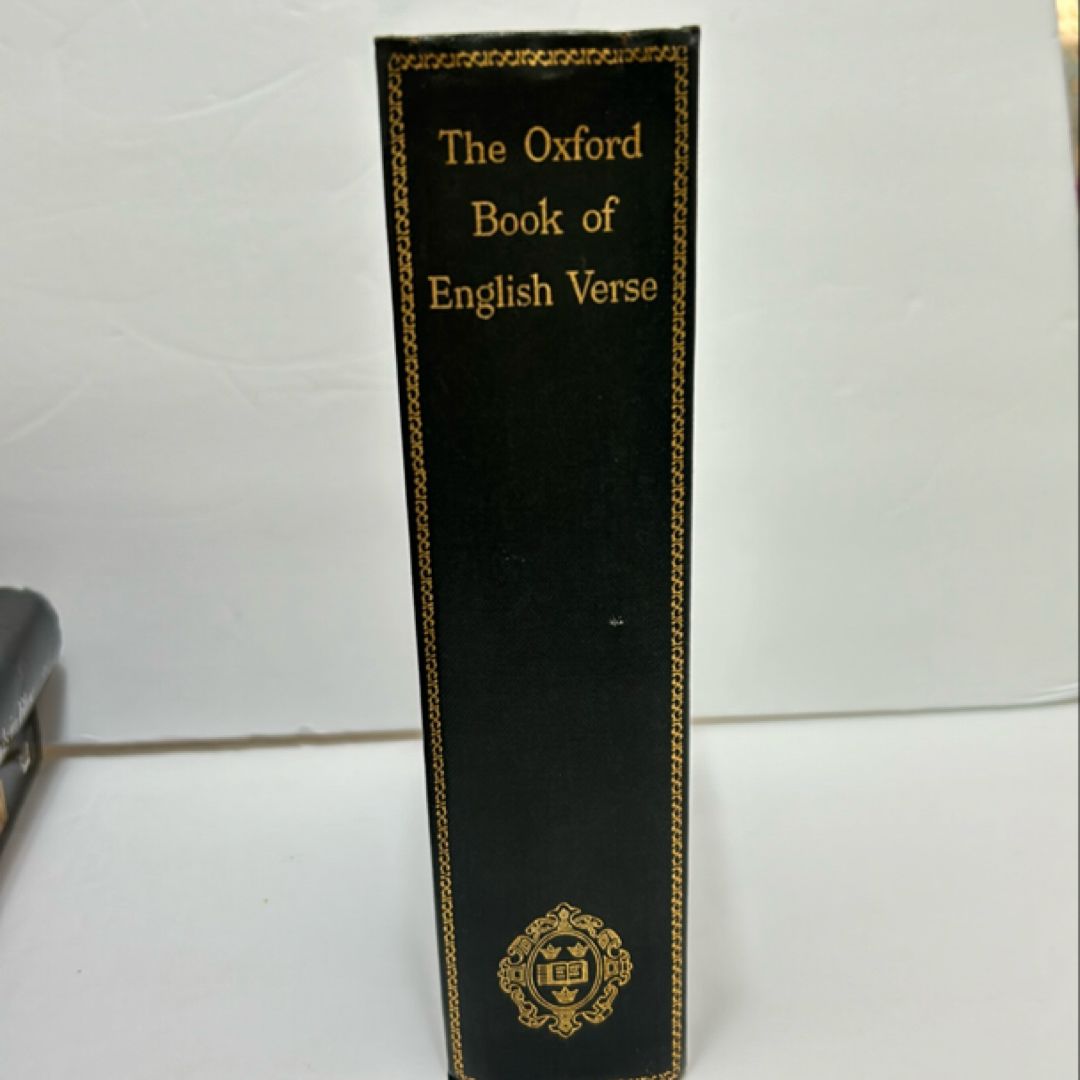 The Oxford
Book of
English Verse